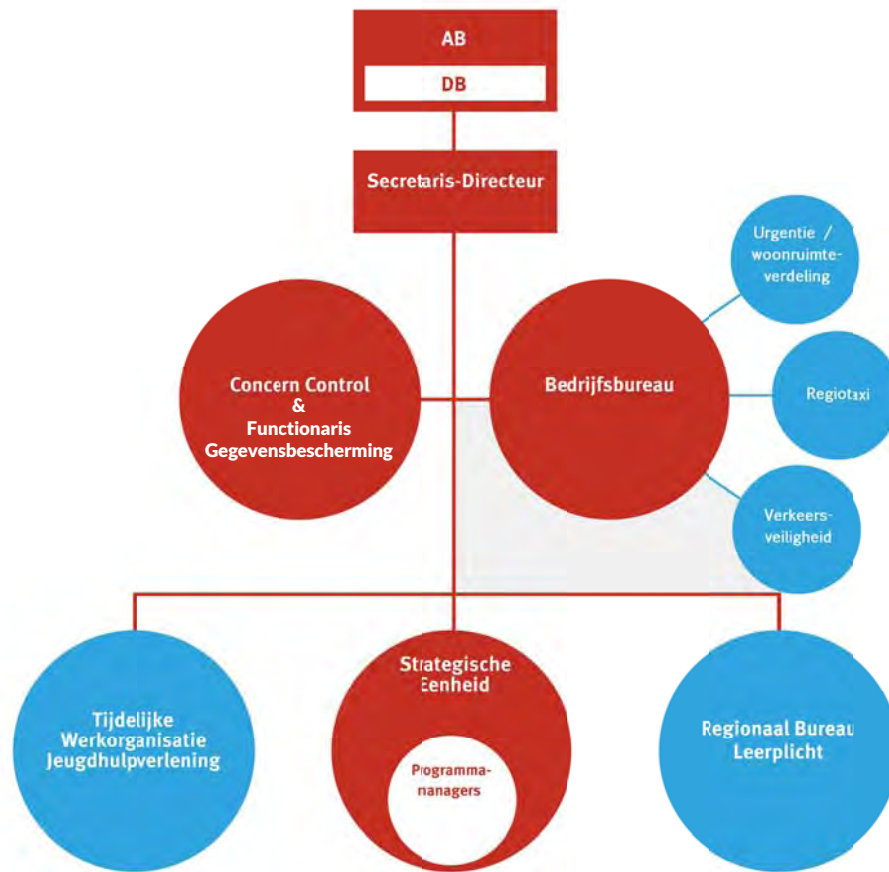 AB
DB
Secretaris-Directeur
Urgentie /
woonruimte-
verdeling
Concern Control
&
Functionaris
Gegevensbescherming
Bedrijfsbureau
Regiotaxi
Verkeers-
veiligheid
Tijdelijke
Werkorganisatie
Jeugdhulpverlening
Strategische
Eenheid
Programma-
nanagers
Regionaal Bureau
Leerplicht